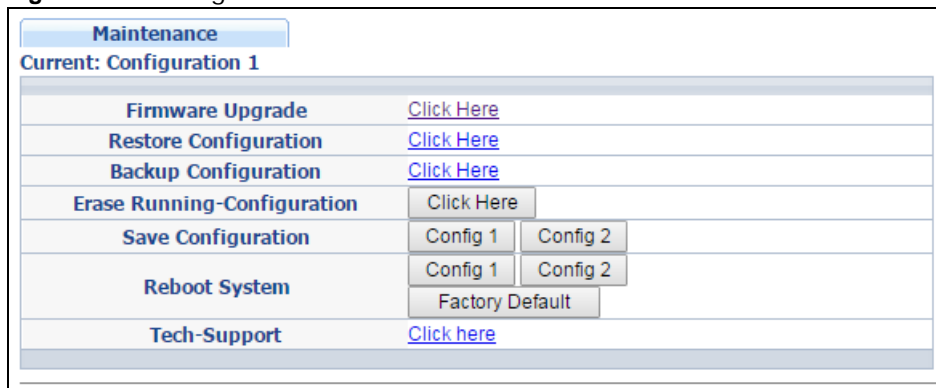 Maintenance
Current: Configuration 1
Firmware Upgrade Click Here
Restore Configuration Click Here
Backup Configuration Click Here
Erase Running-Configuration Click Here
Save Configuration Config 1 Config 2
Reboot System Config 1 Config 2
Factory Default
Tech-Support Click here